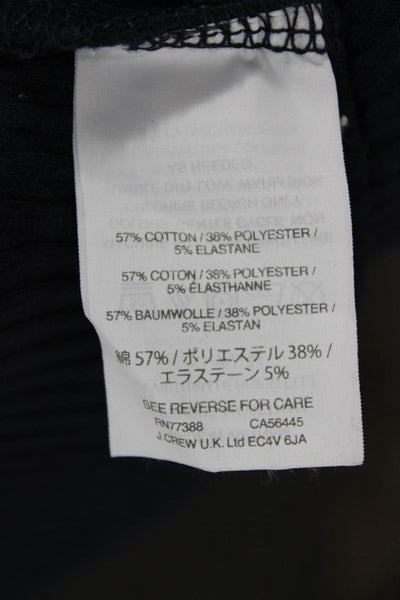 57% COTTON / 38% POLYESTER /
5% ELASTANE
57% COTON / 38% POLYESTER /
5% ÉLASTHANNE
57% BAUMWOLLE / 38% POLYESTER /
5% ELASTAN
綿 57% / ポリエステル 38% /
エラステーン 5%
SEE REVERSE FOR CARE
RN77388 CA56445
J.CREW U.K. Ltd EC4V 6JA